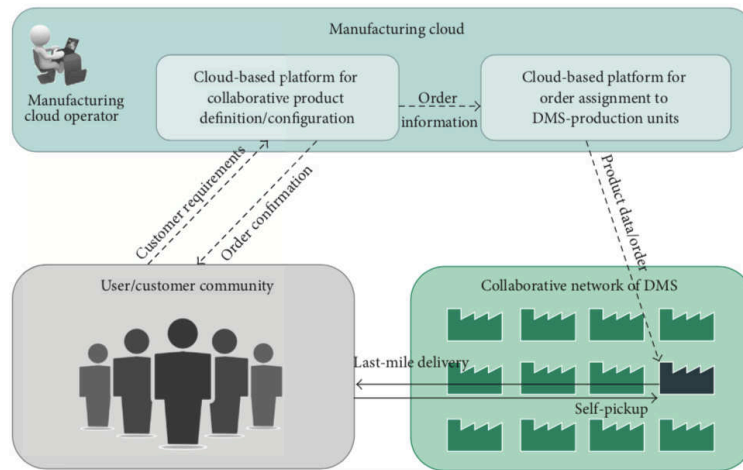 Manufacturing cloud
Manufacturing
cloud operator
Cloud-based platform for
collaborative product
definition/configuration
Order
information
Cloud-based platform for
order assignment to
DMS-production units
Customer requirements
Order confirmation
Product data/order
User/customer community
Collaborative network of DMS
Last-mile delivery
Self-pickup